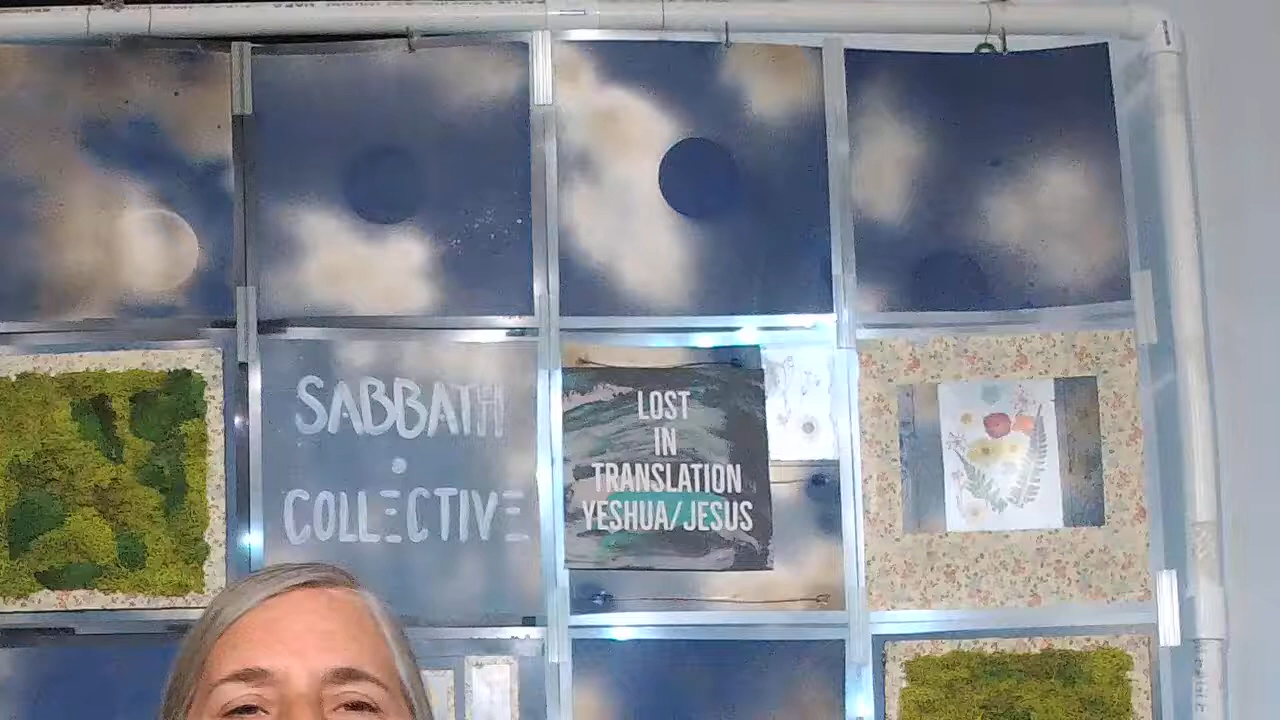 SABBATH
COLLECTIVE
LOST
IN
TRANSLATION
YESHUA/JESUS